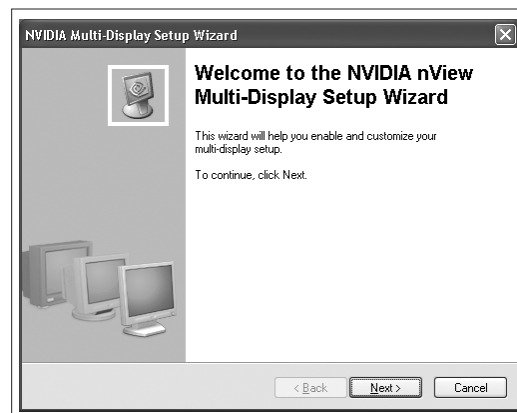 NVIDIA Multi-Display Setup Wizard
Welcome to the NVIDIA nView
Multi-Display Setup Wizard
This wizard will help you enable and customize your
multi-display setup.
To continue, click Next.
< Back
Next >
Cancel